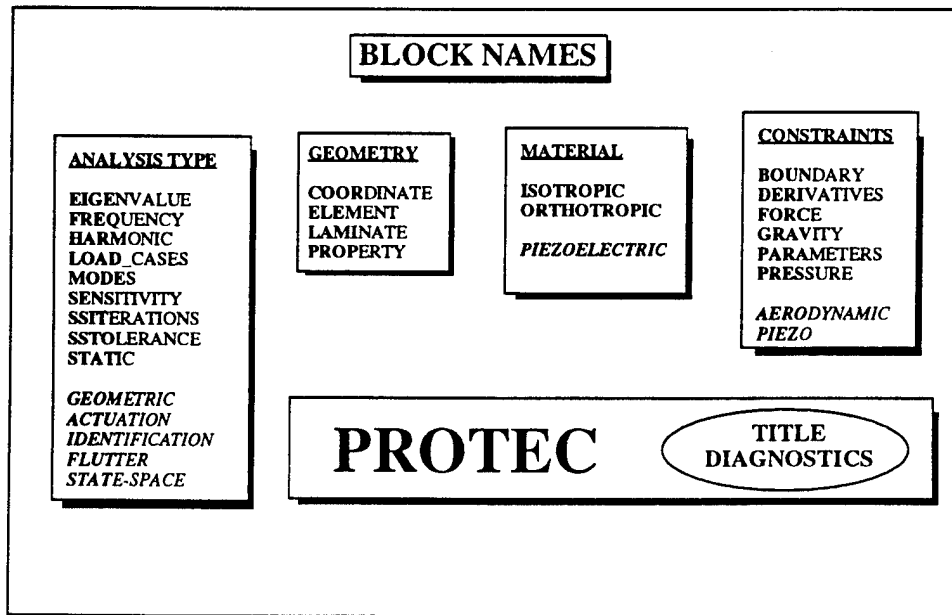 BLOCK NAMES
ANALYSIS TYPE
EIGENVALUE
FREQUENCY
HARMONIC
LOAD_CASES
MODES
SENSITIVITY
SSITERATIONS
SSTOLERANCE
STATIC
GEOMETRIC
ACTUATION
IDENTIFICATION
FLUTTER
STATE-SPACE
GEOMETRY
COORDINATE
ELEMENT
LAMINATE
PROPERTY
MATERIAL
ISOTROPIC
ORTHOTROPIC
PIEZOELECTRIC
CONSTRAINTS
BOUNDARY
DERIVATIVES
FORCE
GRAVITY
PARAMETERS
PRESSURE
AERODYNAMIC
PIEZO
PROTEC
TITLE
DIAGNOSTICS